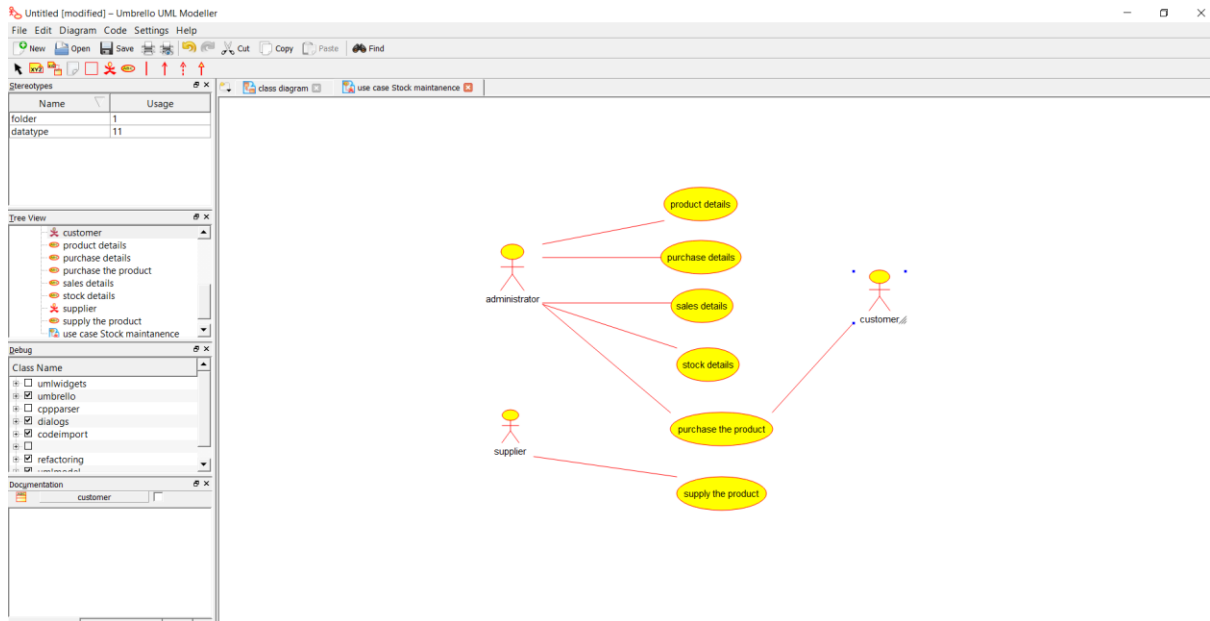 Untitled [modified] – Umbrello UML Modeller
File Edit Diagram Code Settings Help
New Open Save Cut Copy Paste Find
Stereotypes
class diagram use case Stock maintanence
Name Usage
folder 1
datatype 11
Tree View
customer
product details
purchase details
purchase the product
sales details
stock details
supplier
supply the product
use case Stock maintanence
Debug
Class Name
umlwidgets
umbrello
cppparser
dialogs
codeimport
refactoring
umlmodel
Documentation
customer
product details
purchase details
administrator
sales details
customer
stock details
purchase the product
supplier
supply the product